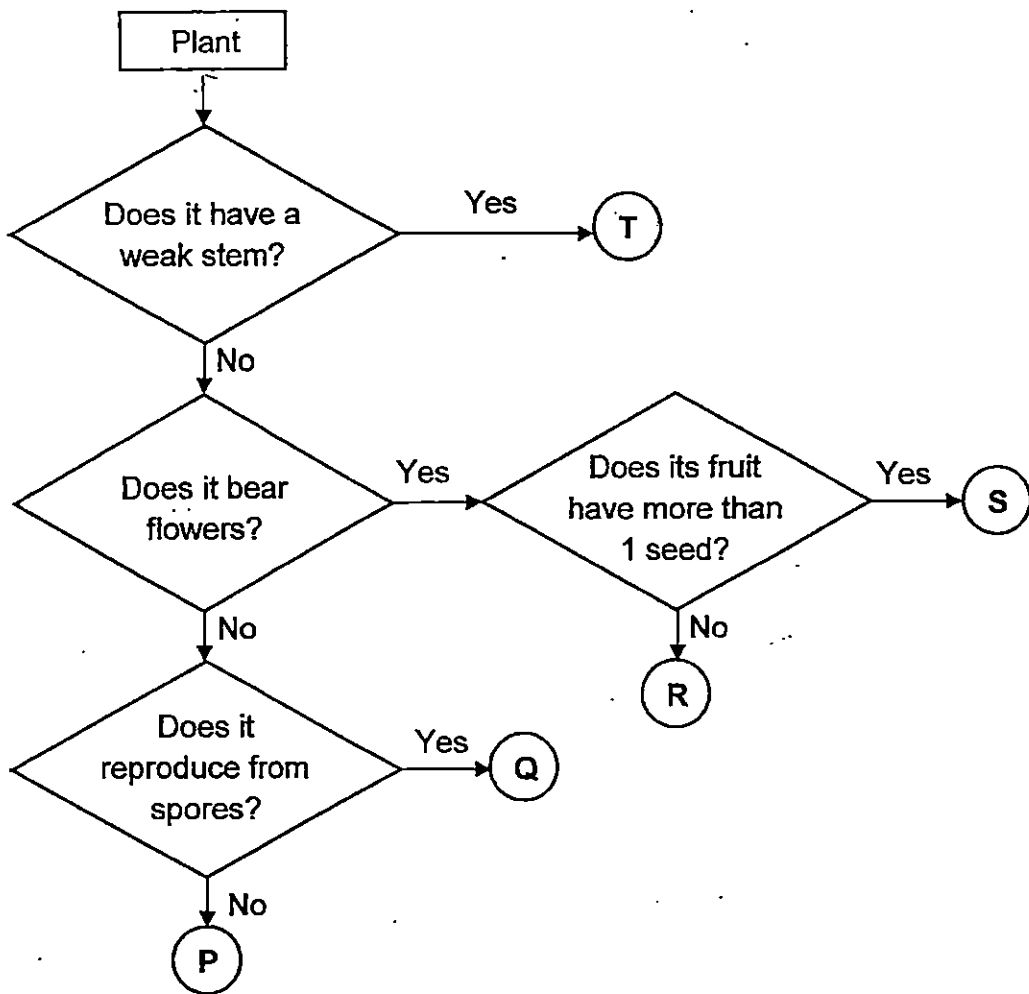 Plant
Does it have a
weak stem?
Yes
T
No
Does it bear
flowers?
Yes
Does its fruit
have more than
1 seed?
Yes
S
No
R
No
Does it
reproduce from
spores?
Yes
Q
No
P